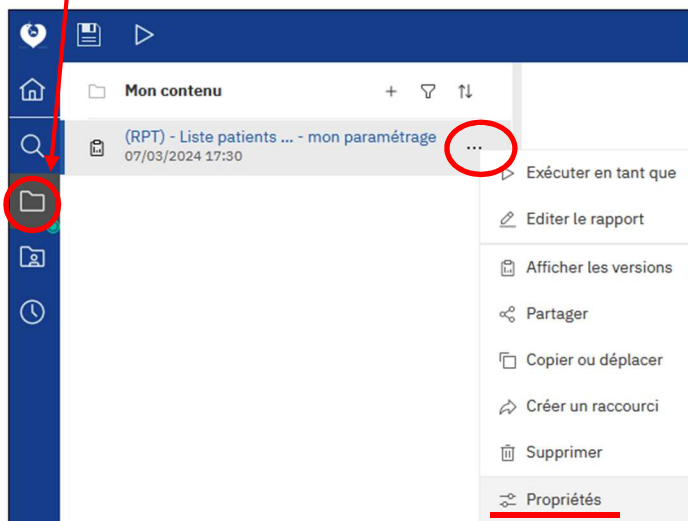 Mon contenu
(RPT) - Liste patients ... - mon paramétrage
07/03/2024 17:30
...
Exécuter en tant que
Editer le rapport
Afficher les versions
Partager
Copier ou déplacer
Créer un raccourci
Supprimer
Propriétés